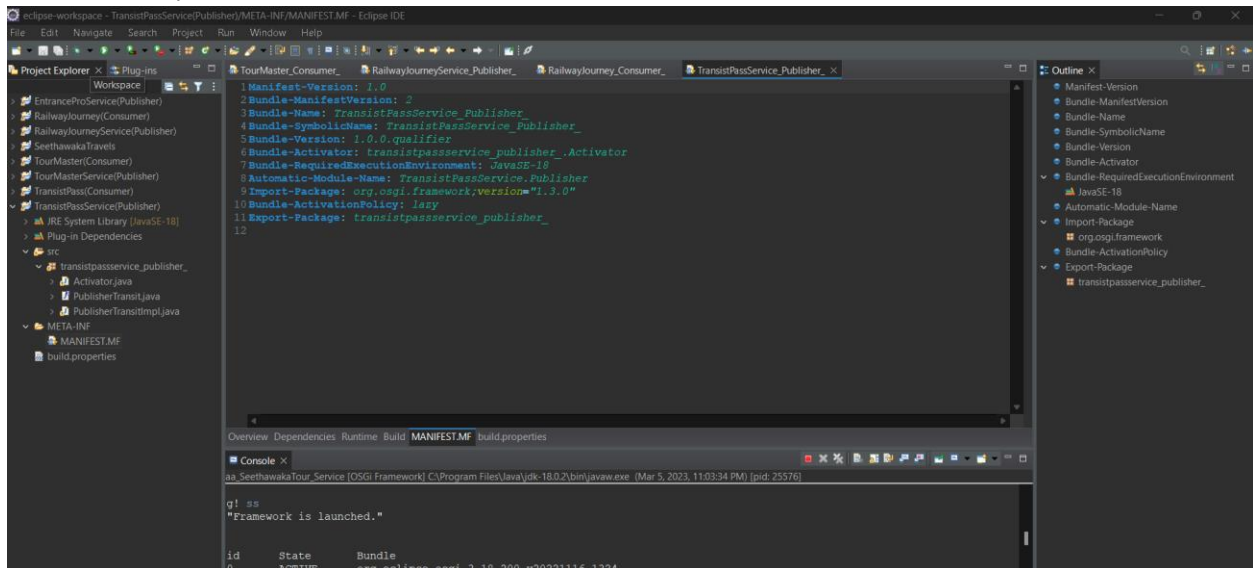 eclipse-workspace - TransistPassService(Publisher)/META-INF/MANIFEST.MF - Eclipse IDE
File Edit Navigate Search Project Run Window Help
Project Explorer Plug-ins
Workspace
EntranceProService(Publisher)
RailwayJourney(Consumer)
RailwayJourneyService(Publisher)
SeethawakaTravels
TourMaster(Consumer)
TourMasterService(Publisher)
TransistPass(Consumer)
TransistPassService(Publisher)
JRE System Library [JavaSE-18]
Plug-in Dependencies
src
transistpassservice_publisher_
Activator.java
PublisherTransit.java
PublisherTransitImpl.java
META-INF
MANIFEST.MF
build.properties
TourMaster_Consumer_ RailwayJourneyService_Publisher_ RailwayJourney_Consumer_ TransistPassService_Publisher_
1 Manifest-Version: 1.0
2 Bundle-ManifestVersion: 2
3 Bundle-Name: TransistPassService_Publisher_
4 Bundle-SymbolicName: TransistPassService_Publisher_
5 Bundle-Version: 1.0.0.qualifier
6 Bundle-Activator: transistpassservice_publisher_.Activator
7 Bundle-RequiredExecutionEnvironment: JavaSE-18
8 Automatic-Module-Name: TransistPassService.Publisher
9 Import-Package: org.osgi.framework;version="1.3.0"
10 Bundle-ActivationPolicy: lazy
11 Export-Package: transistpassservice_publisher_
12
Overview Dependencies Runtime Build MANIFEST.MF build.properties
Console
aa_SeethawakaTour_Service [OSGi Framework] C:\Program Files\Java\jdk-18.0.2\bin\javaw.exe (Mar 5, 2023, 11:03:34 PM) [pid: 25576]
g! ss
"Framework is launched."
id State Bundle
0 ACTIVE
Outline
Manifest-Version
Bundle-ManifestVersion
Bundle-Name
Bundle-SymbolicName
Bundle-Version
Bundle-Activator
Bundle-RequiredExecutionEnvironment
JavaSE-18
Automatic-Module-Name
Import-Package
org.osgi.framework
Bundle-ActivationPolicy
Export-Package
transistpassservice_publisher_